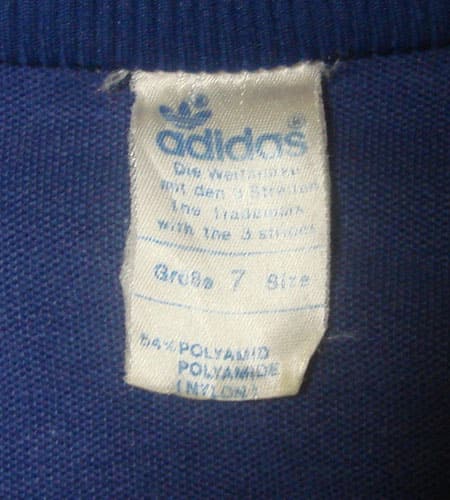 adidas
Die Weltmarke
mit den 3 Streifen
The Trademark
with the 3 stripes
Größe 7 Size
54% POLYAMID
POLYAMIDE
(NYLON)